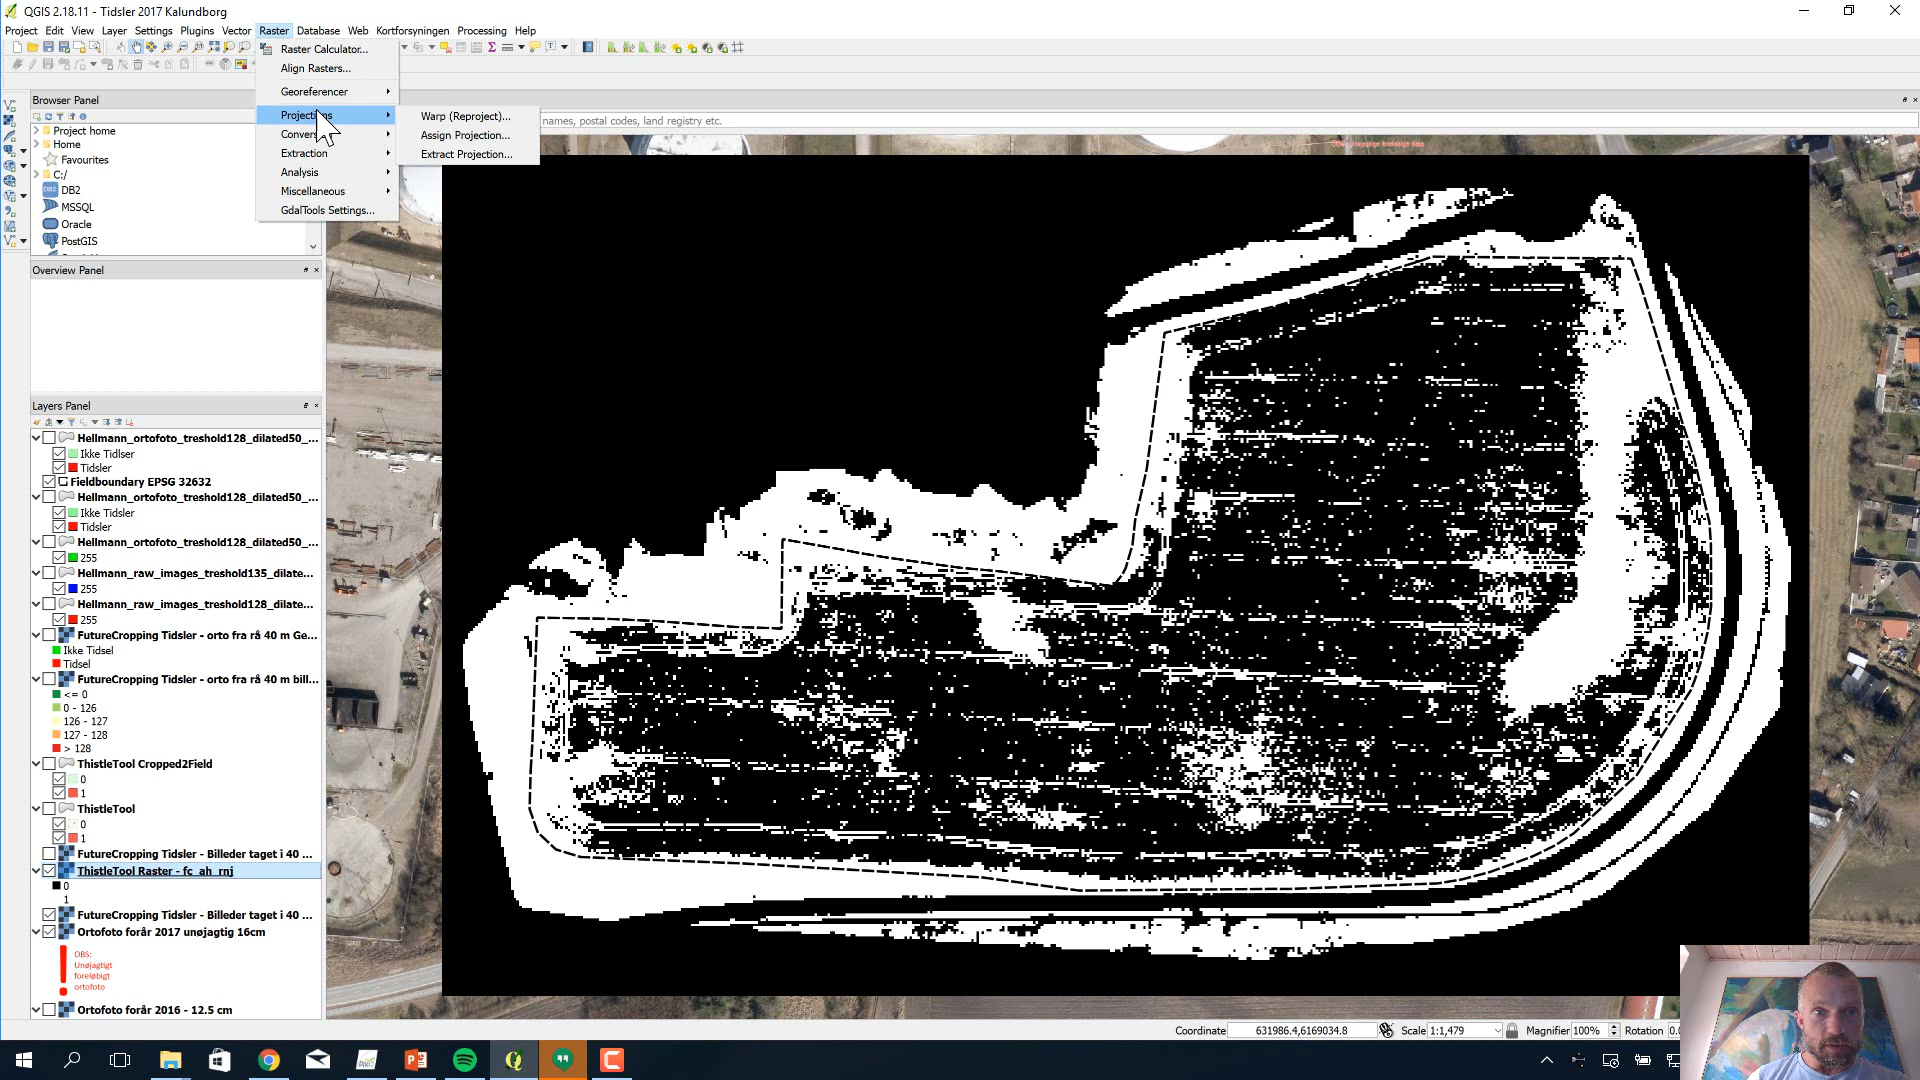 QGIS 2.18.11 - Tidsler 2017 Kalundborg
Project Edit View Layer Settings Plugins Vector Raster Database Web Kortforsyningen Processing Help
Raster Calculator...
Align Rasters...
Georeferencer
Warp (Reproject)...
Assign Projection...
Extraction
Extract Projection...
Analysis
Miscellaneous
GdalTools Settings...
names, postal codes, land registry etc.
Browser Panel
Project home
Home
Favourites
C:/
DB2
MSSQL
Oracle
PostGIS
Overview Panel
Layers Panel
Hellmann_ortofoto_treshold128_dilated50_...
Ikke Tidlser
Tidsler
Fieldboundary EPSG 32632
Hellmann_ortofoto_treshold128_dilated50_...
Ikke Tidsler
Tidsler
Hellmann_ortofoto_treshold128_dilated50_...
255
Hellmann_raw_images_treshold135_dilate...
255
Hellmann_raw_images_treshold128_dilate...
255
FutureCropping Tidsler - orto fra rå 40 m Ge...
Ikke Tidsel
Tidsel
FutureCropping Tidsler - orto fra rå 40 m bill...
<= 0
0 - 126
126 - 127
127 - 128
> 128
ThistleTool Cropped2Field
0
1
ThistleTool
0
1
FutureCropping Tidsler - Billeder taget i 40 ...
ThistleTool Raster - fc_ah_rnj
0
1
FutureCropping Tidsler - Billeder taget i 40 ...
Ortofoto forår 2017 unøjagtig 16cm
OBS:
Unøjagtigt
foreløbigt
ortofoto
Ortofoto forår 2016 - 12.5 cm
Coordinate 631986.4,6169034.8 Scale 1:1,479 Magnifier 100% Rotation